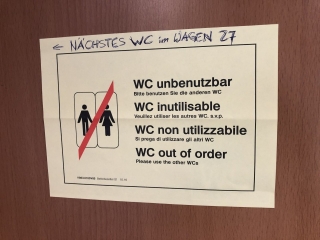 ← NÄCHSTES WC im WAGEN 27
WC unbenutzbar
Bitte benutzen Sie die anderen WC
WC inutilisable
Veuillez utiliser les autres WC. s.v.p.
WC non utilizzabile
Si prega di utilizzare gli altri WC
WC out of order
Please use the other WCs